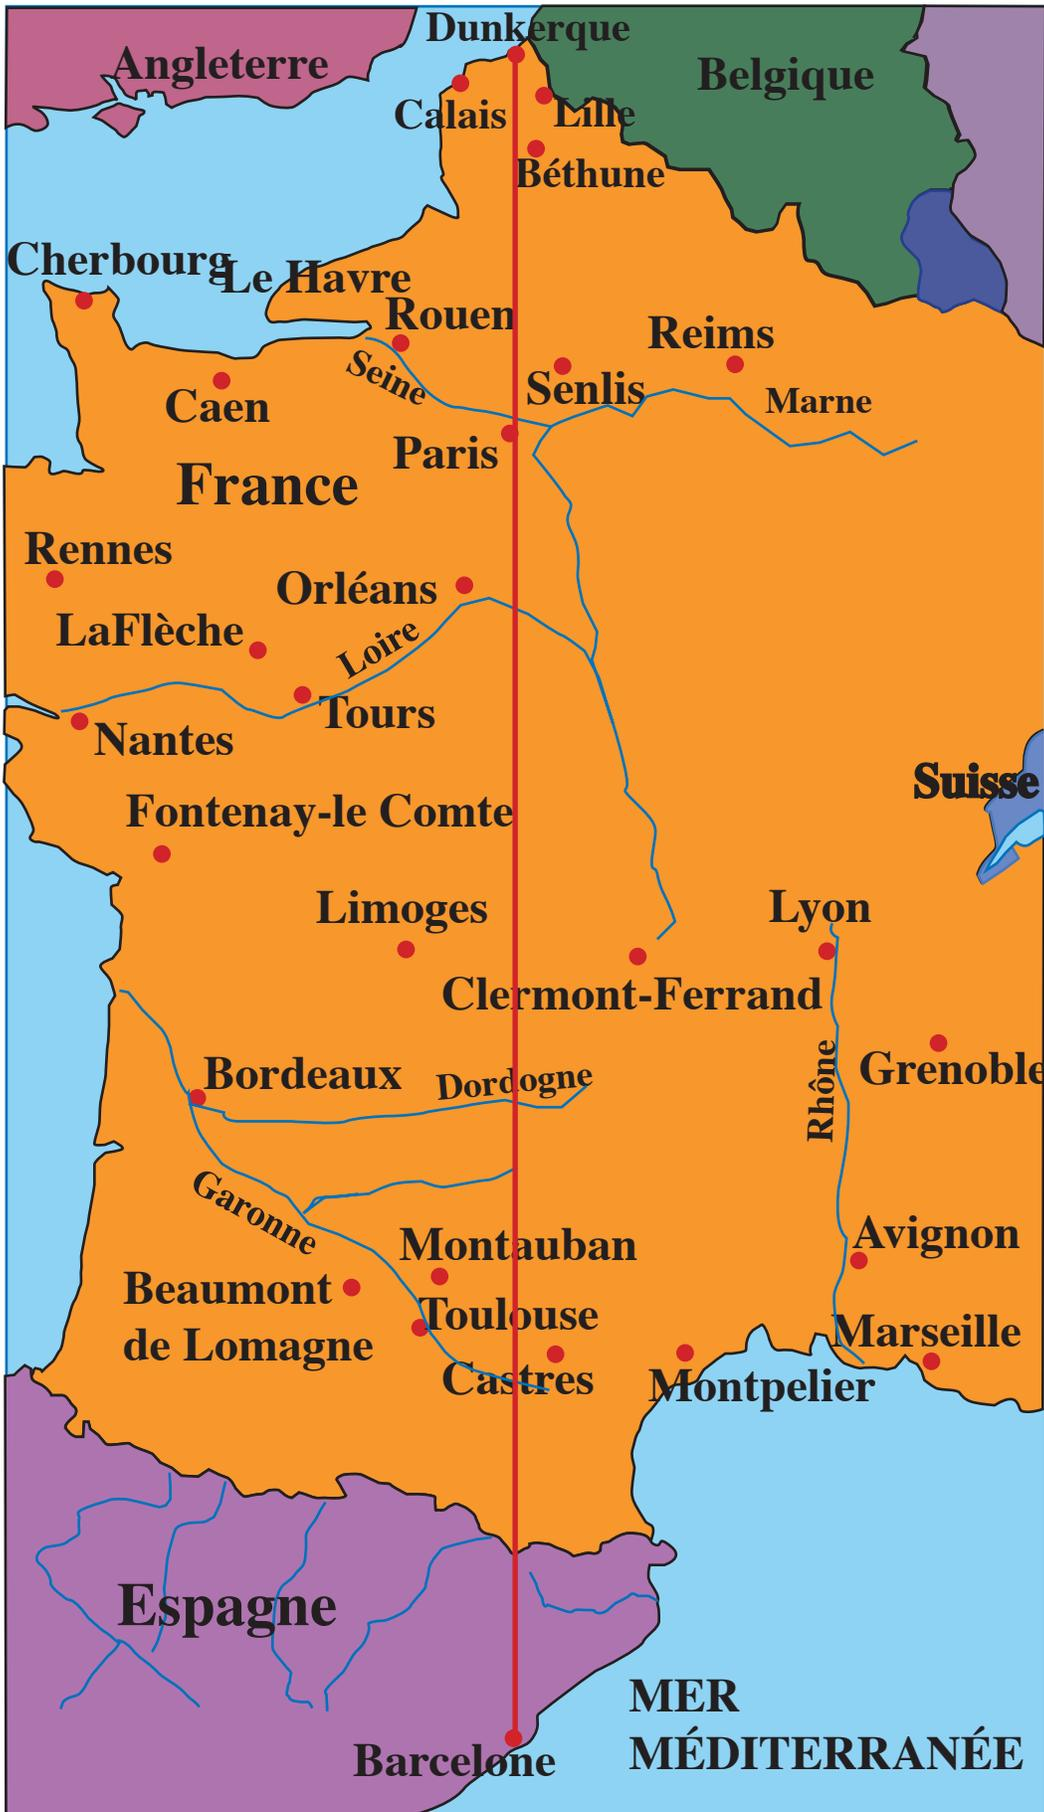 Dunkerque
Angleterre
Belgique
Calais
Lille
Béthune
Cherbourg
Le Havre
Rouen
Reims
Seine
Senlis
Marne
Caen
Paris
France
Rennes
Orléans
LaFlèche
Loire
Tours
Nantes
Suisse
Fontenay-le Comte
Limoges
Lyon
Clermont-Ferrand
Bordeaux
Dordogne
Rhône
Grenoble
Garonne
Montauban
Avignon
Beaumont
de Lomagne
Toulouse
Marseille
Castres
Montpelier
Espagne
MER
MÉDITERRANÉE
Barcelone